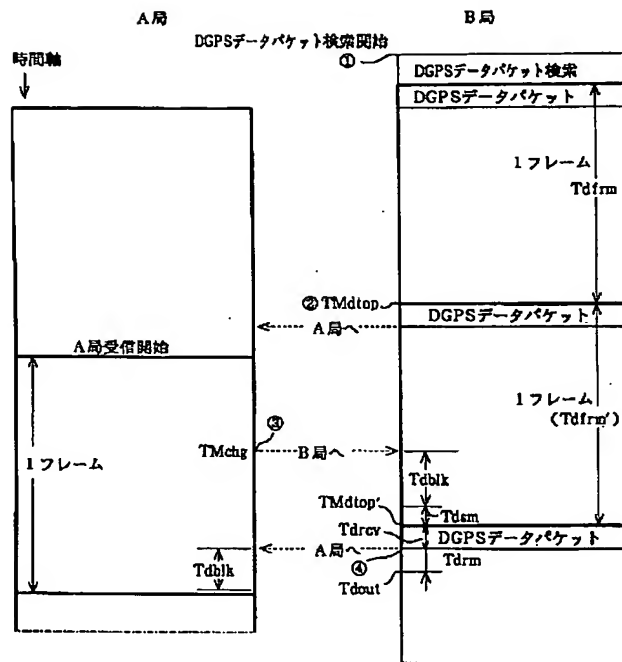 A局
B局
DGPSデータパケット検索開始
時間軸
①
DGPSデータパケット検索
DGPSデータパケット
1フレーム
Tdfrm
② TMdtop
DGPSデータパケット
A局へ
A局受信開始
1フレーム
(Tdfrm')
③
TMchg
B局へ
1フレーム
Tdblk
TMdtop'
Tdsm
Tdrcv
DGPSデータパケット
A局へ
④
Tdrm
Tdblk
Tdout